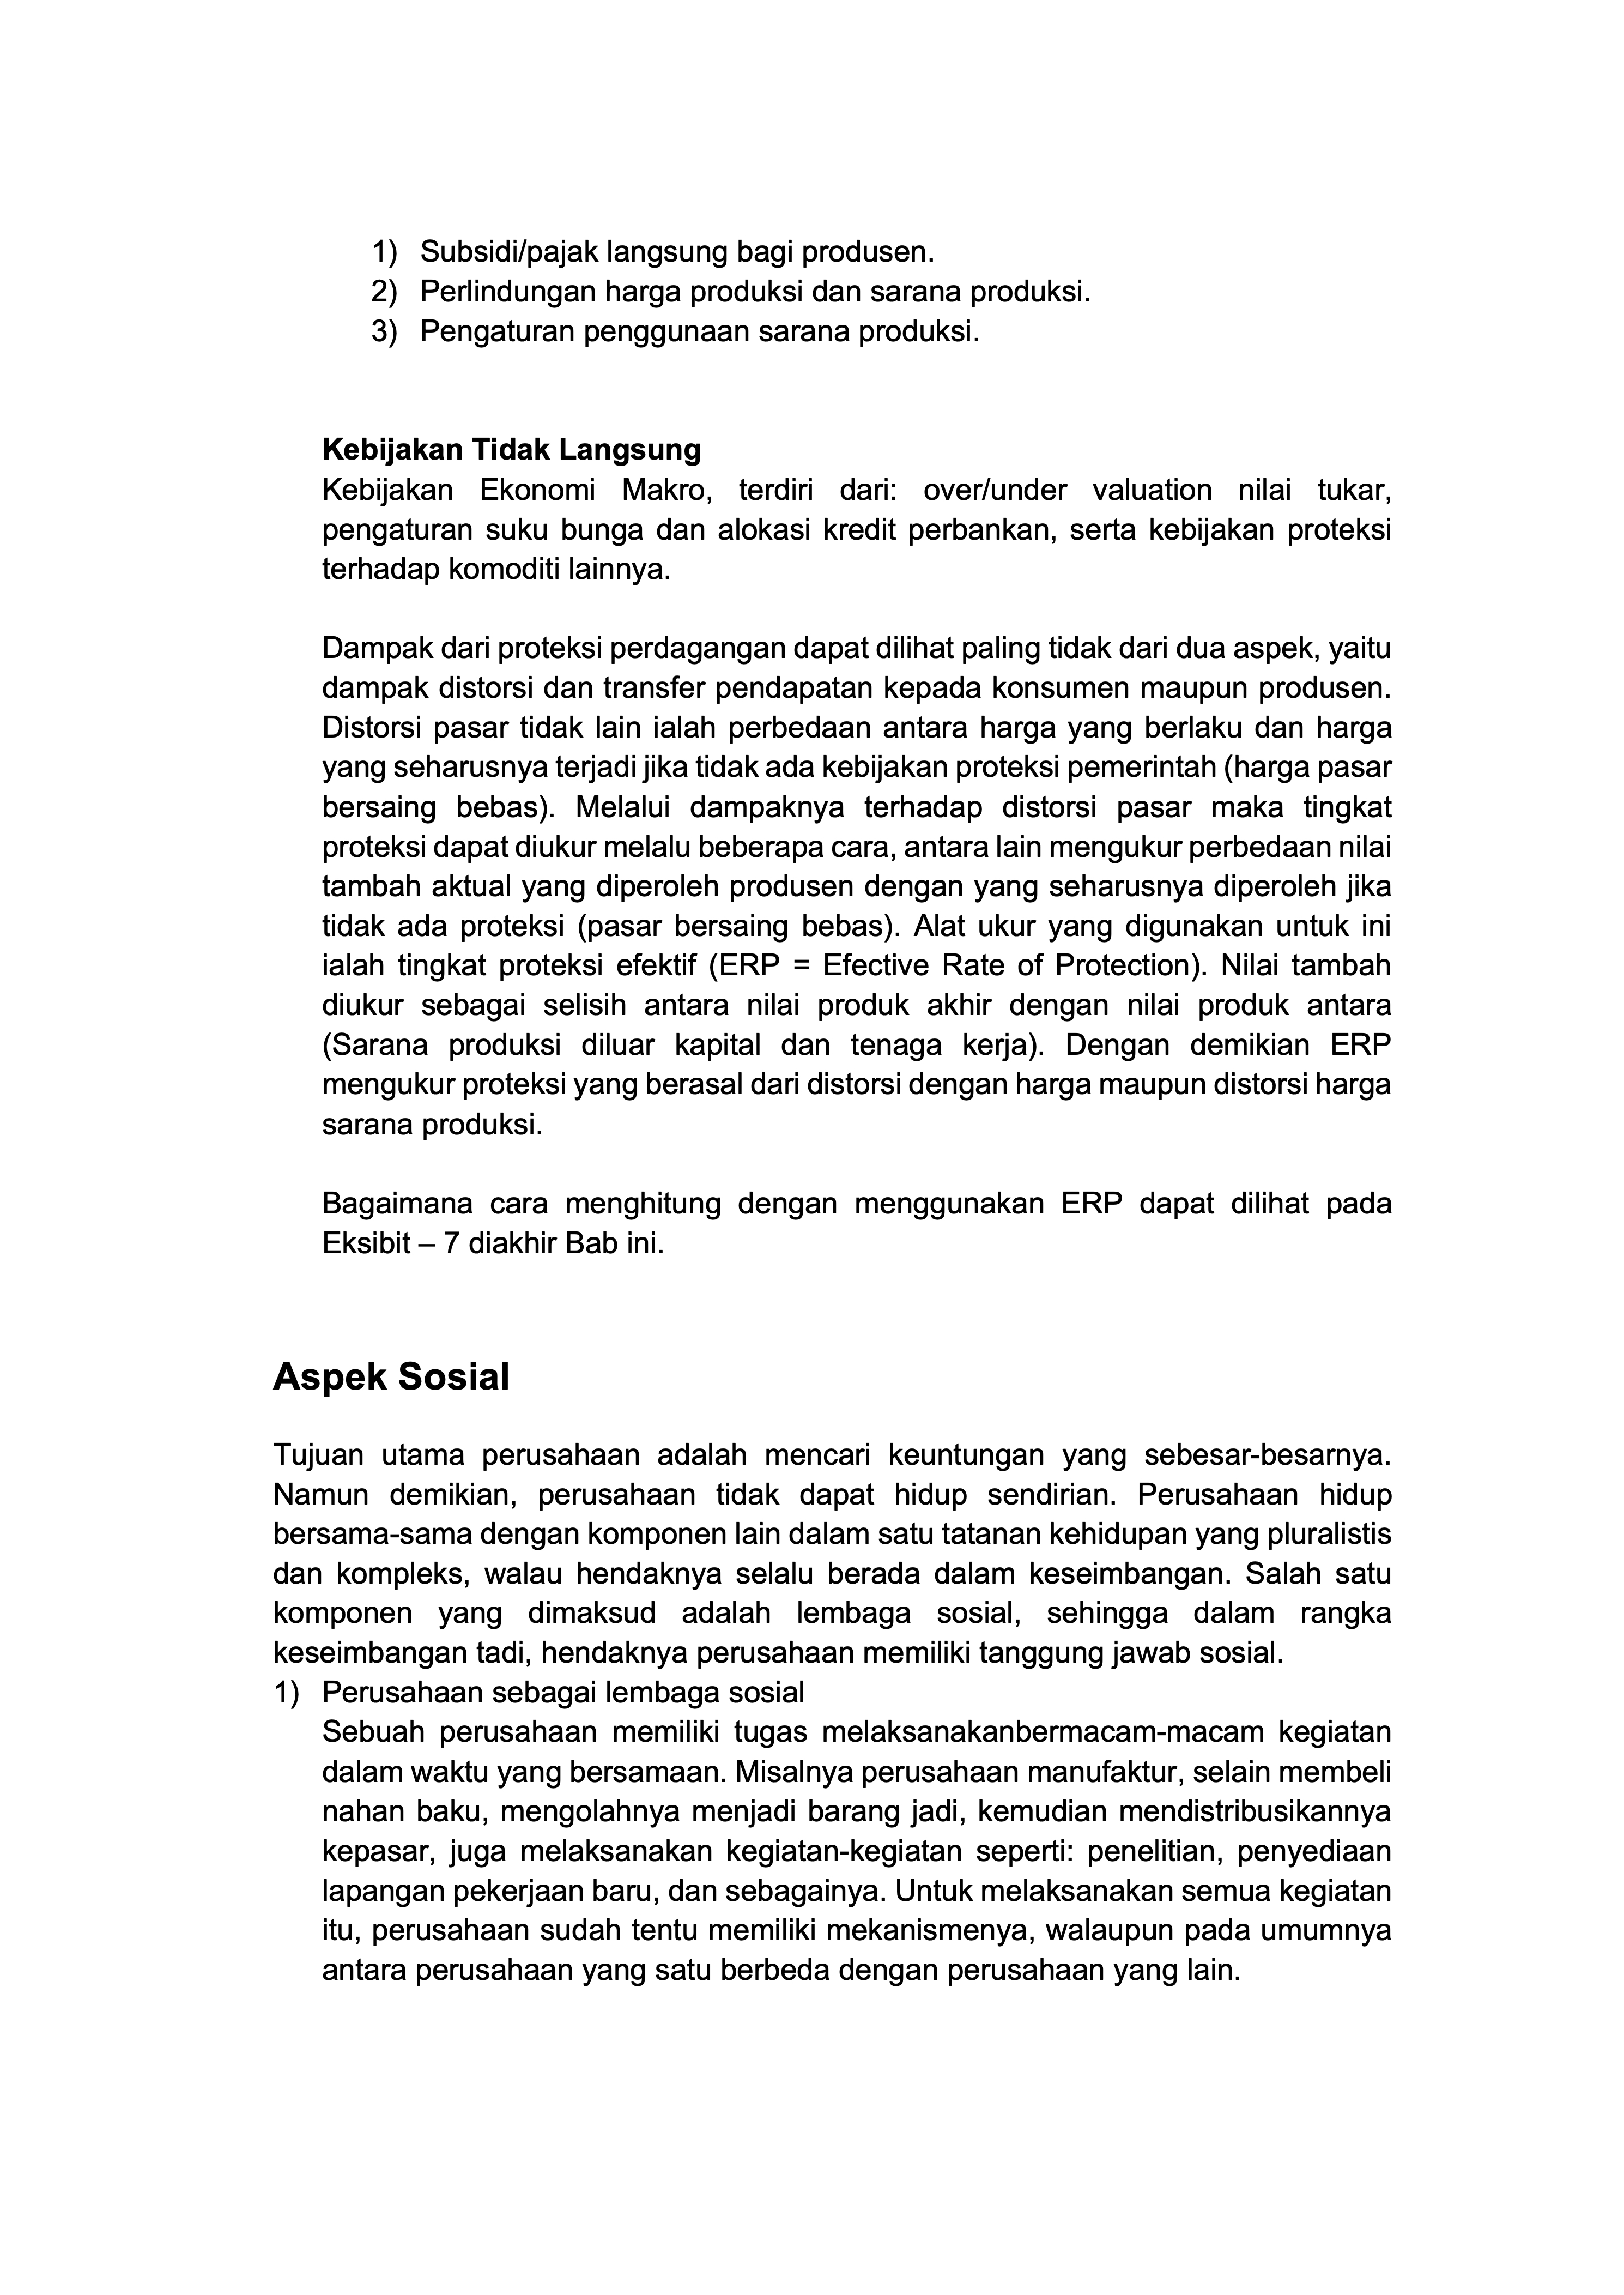 1) Subsidi/pajak langsung bagi produsen.
2) Perlindungan harga produksi dan sarana produksi.
3) Pengaturan penggunaan sarana produksi.
Kebijakan Tidak Langsung
Kebijakan Ekonomi Makro, terdiri dari: over/under valuation nilai tukar,
pengaturan suku bunga dan alokasi kredit perbankan, serta kebijakan proteksi
terhadap komoditi lainnya.
Dampak dari proteksi perdagangan dapat dilihat paling tidak dari dua aspek, yaitu
dampak distorsi dan transfer pendapatan kepada konsumen maupun produsen.
Distorsi pasar tidak lain ialah perbedaan antara harga yang berlaku dan harga
yang seharusnya terjadi jika tidak ada kebijakan proteksi pemerintah (harga pasar
bersaing bebas). Melalui dampaknya terhadap distorsi pasar maka tingkat
proteksi dapat diukur melalu beberapa cara, antara lain mengukur perbedaan nilai
tambah aktual yang diperoleh produsen dengan yang seharusnya diperoleh jika
tidak ada proteksi (pasar bersaing bebas). Alat ukur yang digunakan untuk ini
ialah tingkat proteksi efektif (ERP = Efective Rate of Protection). Nilai tambah
diukur sebagai selisih antara nilai produk akhir dengan nilai produk antara
(Sarana produksi diluar kapital dan tenaga kerja). Dengan demikian ERP
mengukur proteksi yang berasal dari distorsi dengan harga maupun distorsi harga
sarana produksi.
Bagaimana cara menghitung dengan menggunakan ERP dapat dilihat pada
Eksibit – 7 diakhir Bab ini.
Aspek Sosial
Tujuan utama perusahaan adalah mencari keuntungan yang sebesar-besarnya.
Namun demikian, perusahaan tidak dapat hidup sendirian. Perusahaan hidup
bersama-sama dengan komponen lain dalam satu tatanan kehidupan yang pluralistis
dan kompleks, walau hendaknya selalu berada dalam keseimbangan. Salah satu
komponen yang dimaksud adalah lembaga sosial, sehingga dalam rangka
keseimbangan tadi, hendaknya perusahaan memiliki tanggung jawab sosial.
1) Perusahaan sebagai lembaga sosial
Sebuah perusahaan memiliki tugas melaksanakanbermacam-macam kegiatan
dalam waktu yang bersamaan. Misalnya perusahaan manufaktur, selain membeli
nahan baku, mengolahnya menjadi barang jadi, kemudian mendistribusikannya
kepasar, juga melaksanakan kegiatan-kegiatan seperti: penelitian, penyediaan
lapangan pekerjaan baru, dan sebagainya. Untuk melaksanakan semua kegiatan
itu, perusahaan sudah tentu memiliki mekanismenya, walaupun pada umumnya
antara perusahaan yang satu berbeda dengan perusahaan yang lain.